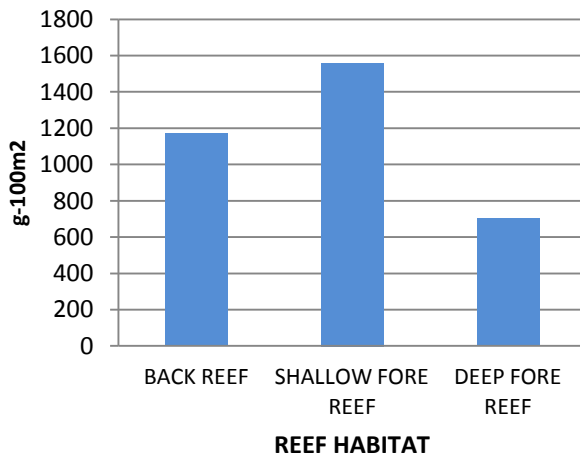 1800
1600
1400
1200
1000
800
600
400
200
0
g-100m2
BACK REEF
SHALLOW FORE
REEF
DEEP FORE
REEF
REEF HABITAT